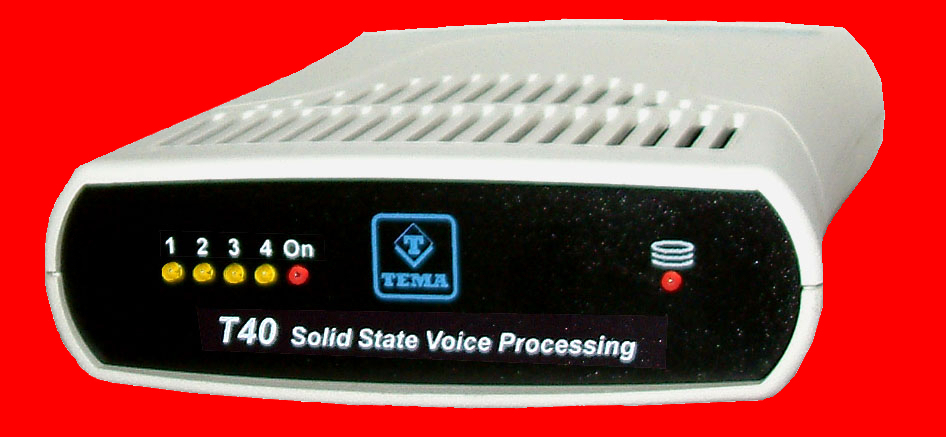 1 2 3 4 On
T
TEMA
T40 Solid State Voice Processing